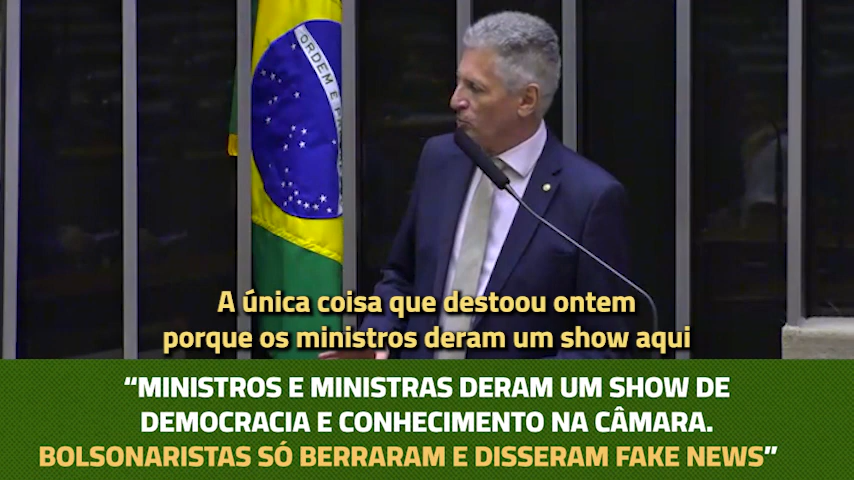 ORDEM E PR
A única coisa que destoou ontem
porque os ministros deram um show aqui
“MINISTROS E MINISTRAS DERAM UM SHOW DE
DEMOCRACIA E CONHECIMENTO NA CÂMARA.
BOLSONARISTAS SÓ BERRARAM E DISSERAM FAKE NEWS”